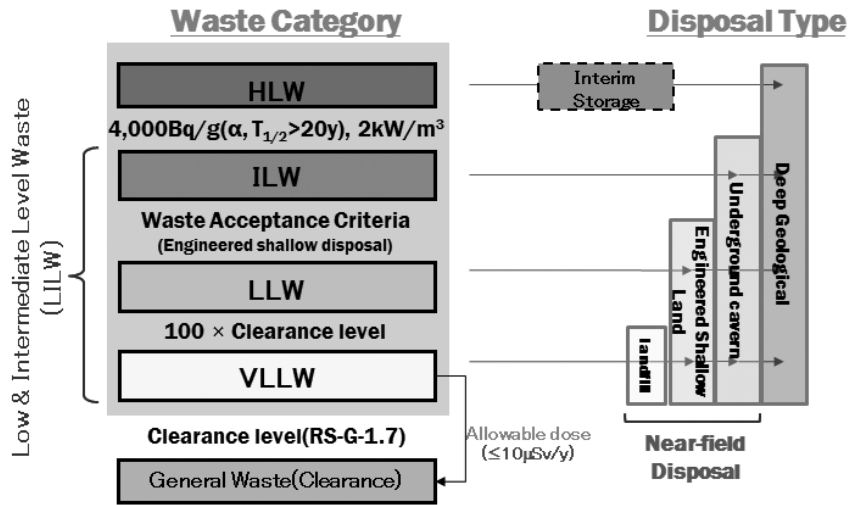 Waste Category
Disposal Type
HLW
Interim
Storage
4,000Bq/g(α, T1/2>20y), 2kW/m³
ILW
Waste Acceptance Criteria
(Engineered shallow disposal)
LLW
100 × Clearance level
VLLW
Clearance level(RS-G-1.7)
General Waste(Clearance)
Low & Intermediate Level Waste
(LILW)
Allowable dose
(≤10µSv/y)
landfill
Engineered Shallow
Land
Underground cavern
Deep Geological
Near-field
Disposal